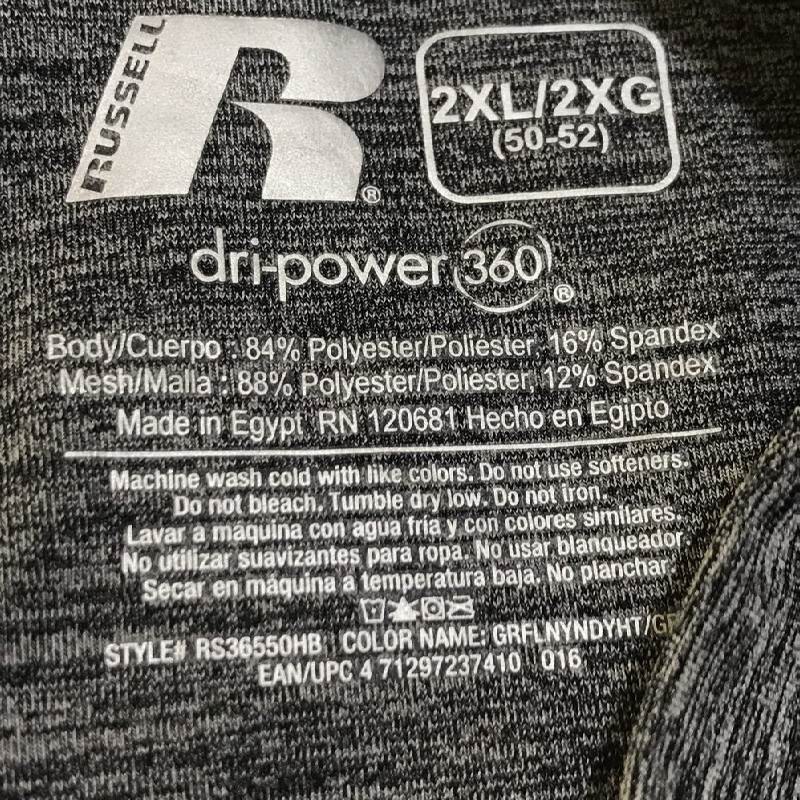 RUSSELL
R®
2XL/2XG
(50-52)
dri-power 360®
Body/Cuerpo : 84% Polyester/Poliester, 16% Spandex
Mesh/Malla : 88% Polyester/Poliester, 12% Spandex
Made in Egypt RN 120681 Hecho en Egipto
Machine wash cold with like colors. Do not use softeners.
Do not bleach. Tumble dry low. Do not iron.
Lavar a máquina con agua fria y con colores similares.
No utilizar suavizantes para ropa. No usar blanqueador.
Secar en máquina a temperatura baja. No planchar.
STYLE# RS36550HB COLOR NAME: GRFLNYNDYHT/
EAN/UPC 4 71297237410 016